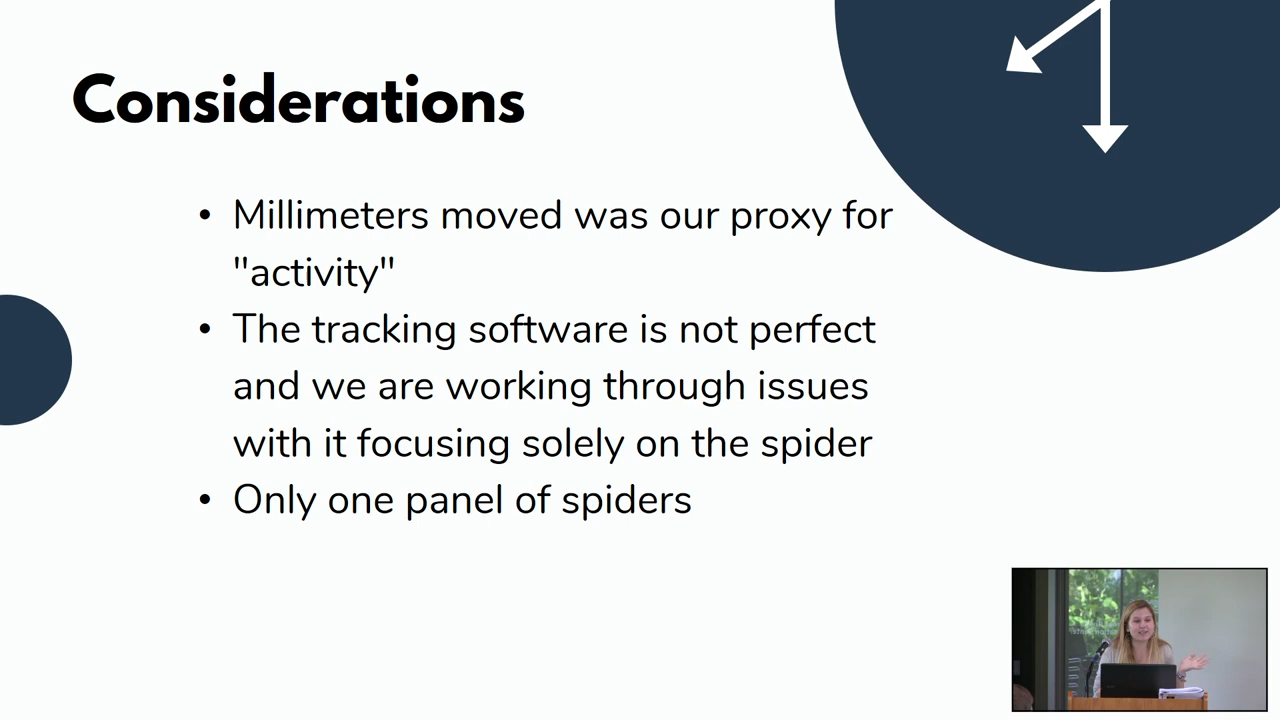 Considerations
• Millimeters moved was our proxy for
"activity"
• The tracking software is not perfect
and we are working through issues
with it focusing solely on the spider
• Only one panel of spiders